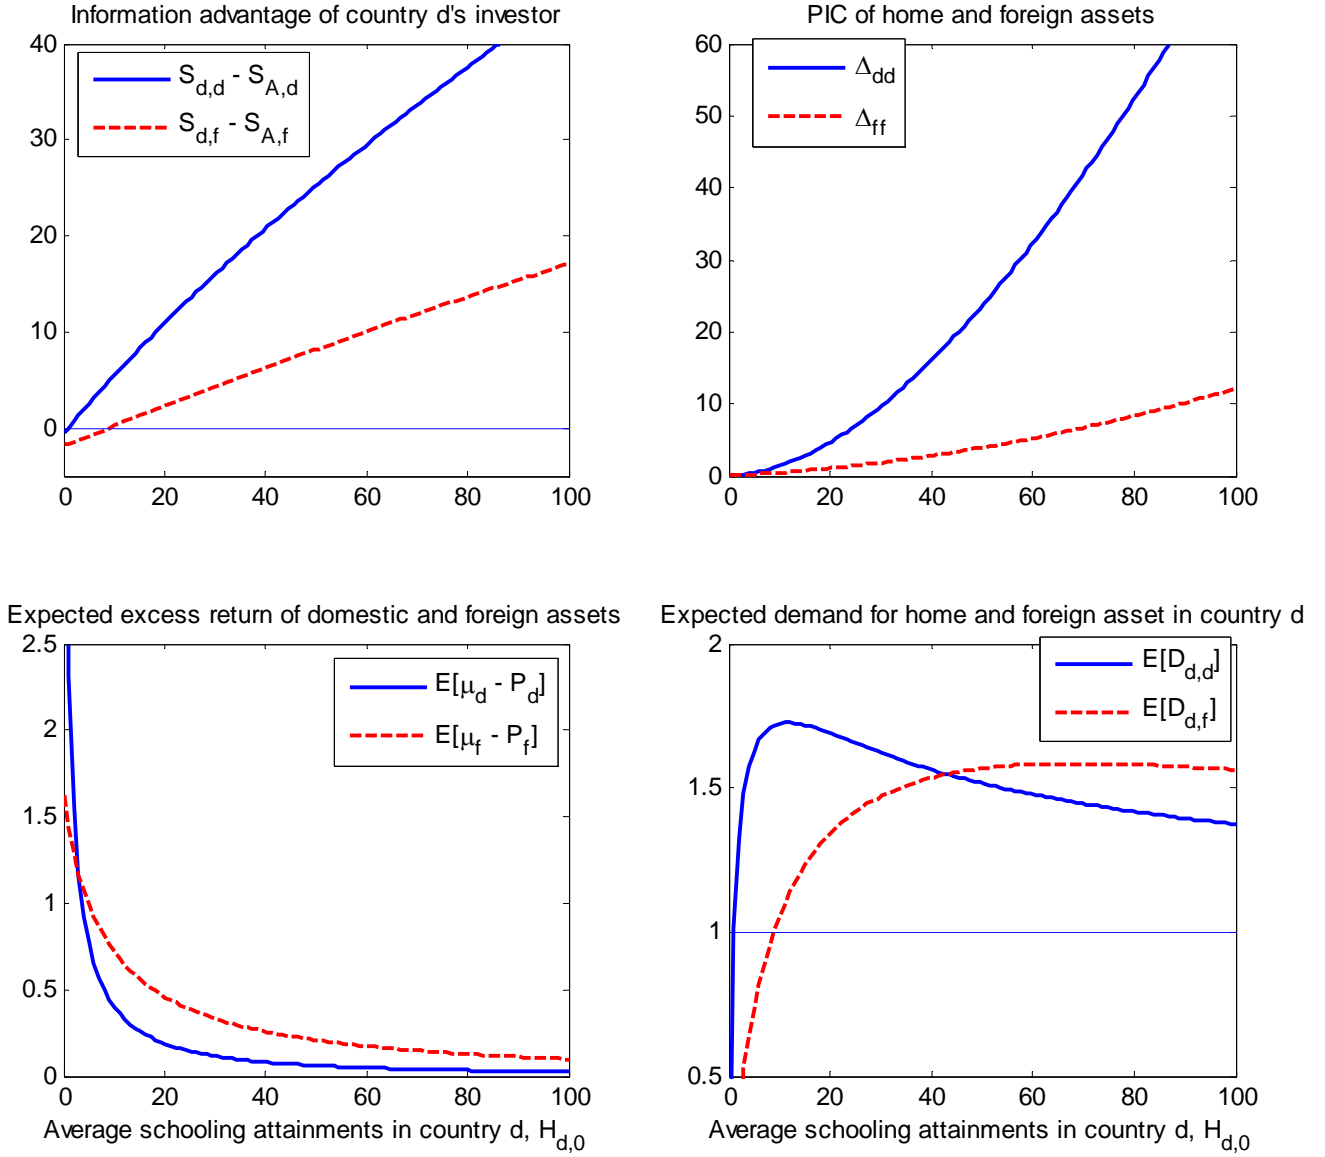 Information advantage of country d's investor
40
30
20
10
0
S_{d,d} - S_{A,d}
S_{d,f} - S_{A,f}
0 20 40 60 80 100
PIC of home and foreign assets
60
50
40
30
20
10
0
Δ_{dd}
Δ_{ff}
0 20 40 60 80 100
Expected excess return of domestic and foreign assets
2.5
2
1.5
1
0.5
0
E[μ_d - P_d]
E[μ_f - P_f]
0 20 40 60 80 100
Average schooling attainments in country d, H_{d,0}
Expected demand for home and foreign asset in country d
2
1.5
1
0.5
E[D_{d,d}]
E[D_{d,f}]
0 20 40 60 80 100
Average schooling attainments in country d, H_{d,0}